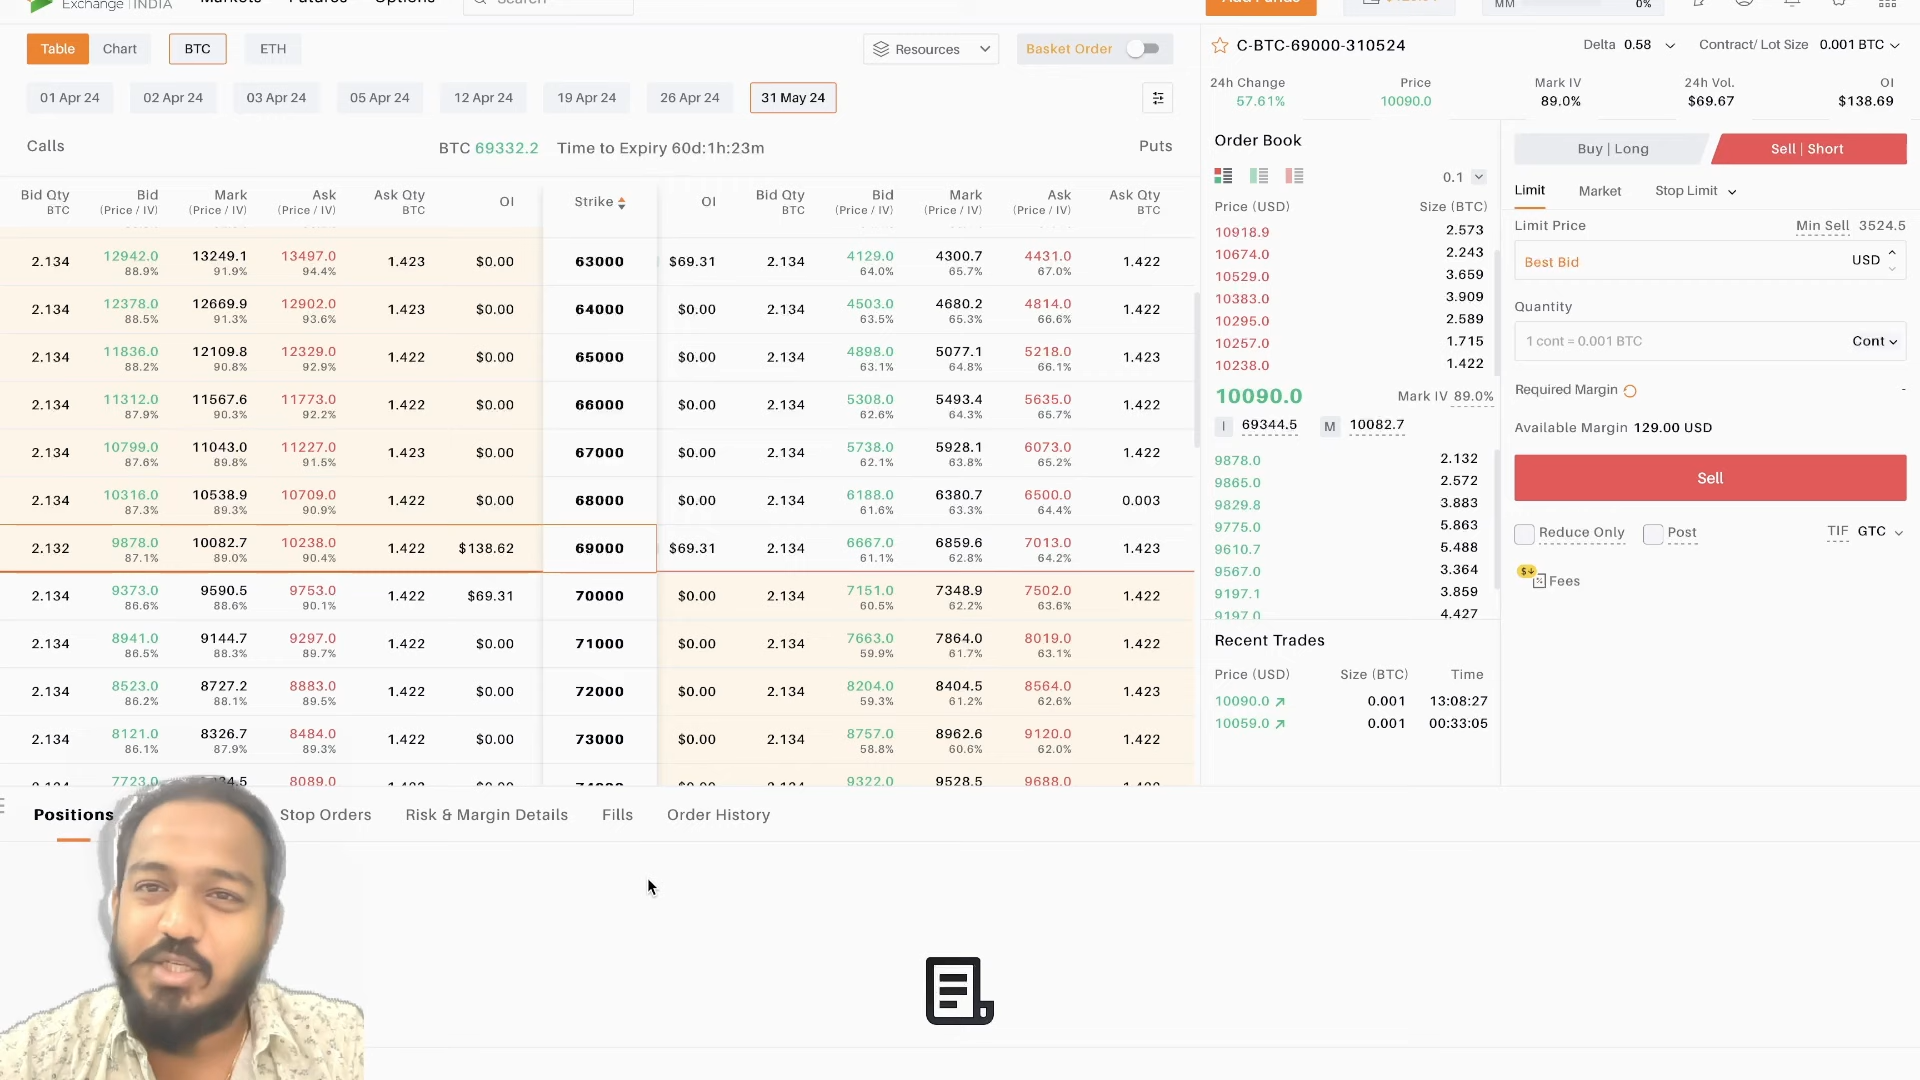 Exchange INDIA Markets Futures Options Search Add Funds MM 0%
Table Chart BTC ETH Resources Basket Order
01 Apr 24 02 Apr 24 03 Apr 24 05 Apr 24 12 Apr 24 19 Apr 24 26 Apr 24 31 May 24
Calls BTC 69332.2 Time to Expiry 60d:1h:23m Puts
Bid Qty Bid Mark Ask Ask Qty OI Strike OI Bid Qty Bid Mark Ask Ask Qty
BTC (Price / IV) (Price / IV) (Price / IV) BTC BTC (Price / IV) (Price / IV) (Price / IV) BTC
2.134 12942.0 13249.1 13497.0 1.423 $0.00 63000 $69.31 2.134 4129.0 4300.7 4431.0 1.422
88.9% 91.9% 94.4% 64.0% 65.7% 67.0%
2.134 12378.0 12669.9 12902.0 1.423 $0.00 64000 $0.00 2.134 4503.0 4680.2 4814.0 1.422
88.5% 91.3% 93.6% 63.5% 65.3% 66.6%
2.134 11836.0 12109.8 12329.0 1.422 $0.00 65000 $0.00 2.134 4898.0 5077.1 5218.0 1.423
88.2% 90.8% 92.9% 63.1% 64.8% 66.1%
2.134 11312.0 11567.6 11773.0 1.422 $0.00 66000 $0.00 2.134 5308.0 5493.4 5635.0 1.422
87.9% 90.3% 92.2% 62.6% 64.3% 65.7%
2.134 10799.0 11043.0 11227.0 1.423 $0.00 67000 $0.00 2.134 5738.0 5928.1 6073.0 1.422
87.6% 89.8% 91.5% 62.1% 63.8% 65.2%
2.134 10316.0 10538.9 10709.0 1.422 $0.00 68000 $0.00 2.134 6188.0 6380.7 6500.0 0.003
87.3% 89.3% 90.9% 61.6% 63.3% 64.4%
2.132 9878.0 10082.7 10238.0 1.422 $138.62 69000 $69.31 2.134 6667.0 6859.6 7013.0 1.423
87.1% 89.0% 90.4% 61.1% 62.8% 64.2%
2.134 9373.0 9590.5 9753.0 1.422 $69.31 70000 $0.00 2.134 7151.0 7348.9 7502.0 1.422
86.6% 88.6% 90.1% 60.5% 62.2% 63.6%
2.134 8941.0 9144.7 9297.0 1.422 $0.00 71000 $0.00 2.134 7663.0 7864.0 8019.0 1.422
86.5% 88.3% 89.7% 59.9% 61.7% 63.1%
2.134 8523.0 8727.2 8883.0 1.422 $0.00 72000 $0.00 2.134 8204.0 8404.5 8564.0 1.423
86.2% 88.1% 89.5% 59.3% 61.2% 62.6%
2.134 8121.0 8326.7 8484.0 1.422 $0.00 73000 $0.00 2.134 8757.0 8962.6 9120.0 1.422
86.1% 87.9% 89.3% 58.8% 60.6% 62.0%
7723.0 8089.0 9322.0 9528.5 9688.0
Positions Stop Orders Risk & Margin Details Fills Order History
C-BTC-69000-310524 Delta 0.58 Contract/ Lot Size 0.001 BTC
24h Change Price Mark IV 24h Vol. OI
57.61% 10090.0 89.0% $69.67 $138.69
Order Book
0.1
Price (USD) Size (BTC)
10918.9 2.573
10674.0 2.243
10529.0 3.659
10383.0 3.909
10295.0 2.589
10257.0 1.715
10238.0 1.422
10090.0 Mark IV 89.0%
I 69344.5 M 10082.7
9878.0 2.132
9865.0 2.572
9829.8 3.883
9775.0 5.863
9610.7 5.488
9567.0 3.364
9197.1 3.859
9197.0 4.427
Recent Trades
Price (USD) Size (BTC) Time
10090.0 0.001 13:08:27
10059.0 0.001 00:33:05
Buy | Long Sell | Short
Limit Market Stop Limit
Limit Price Min Sell 3524.5
Best Bid USD
Quantity
1 cont = 0.001 BTC Cont
Required Margin -
Available Margin 129.00 USD
Sell
Reduce Only Post TIF GTC
Fees